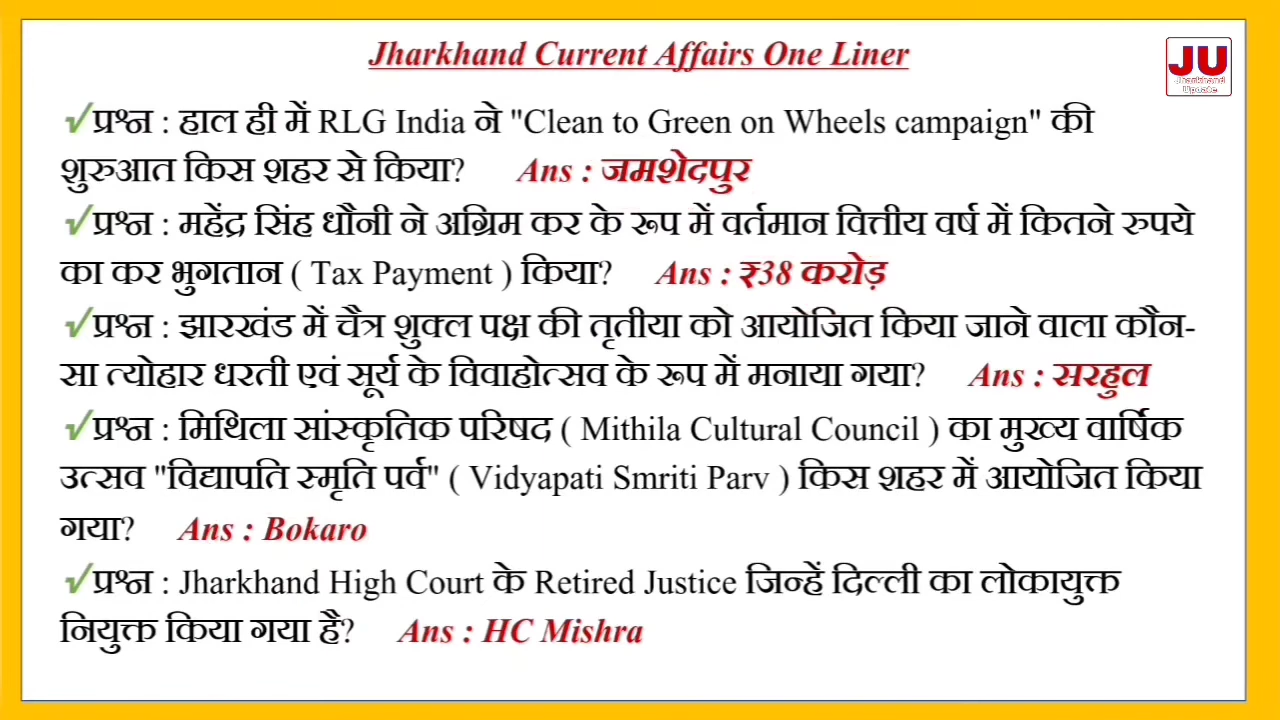 Jharkhand Current Affairs One Liner
JU
Jharkhand
Update
✓प्रश्न : हाल ही में RLG India ने "Clean to Green on Wheels campaign" की
शुरुआत किस शहर से किया? Ans : जमशेदपुर
✓प्रश्न : महेंद्र सिंह धौनी ने अग्रिम कर के रूप में वर्तमान वित्तीय वर्ष में कितने रुपये
का कर भुगतान ( Tax Payment ) किया? Ans : ₹38 करोड़
✓प्रश्न : झारखंड में चैत्र शुक्ल पक्ष की तृतीया को आयोजित किया जाने वाला कौन-
सा त्योहार धरती एवं सूर्य के विवाहोत्सव के रूप में मनाया गया? Ans : सरहुल
✓प्रश्न : मिथिला सांस्कृतिक परिषद ( Mithila Cultural Council ) का मुख्य वार्षिक
उत्सव "विद्यापति स्मृति पर्व" ( Vidyapati Smriti Parv ) किस शहर में आयोजित किया
गया? Ans : Bokaro
✓प्रश्न : Jharkhand High Court के Retired Justice जिन्हें दिल्ली का लोकायुक्त
नियुक्त किया गया है? Ans : HC Mishra